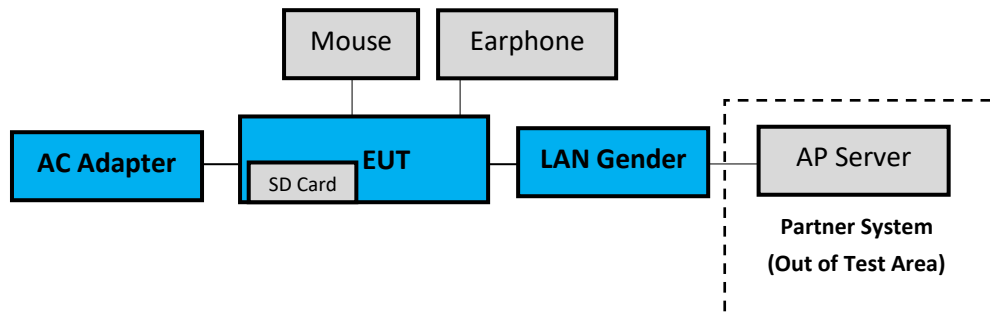 Mouse
Earphone
AC Adapter
EUT
SD Card
LAN Gender
AP Server
Partner System
(Out of Test Area)